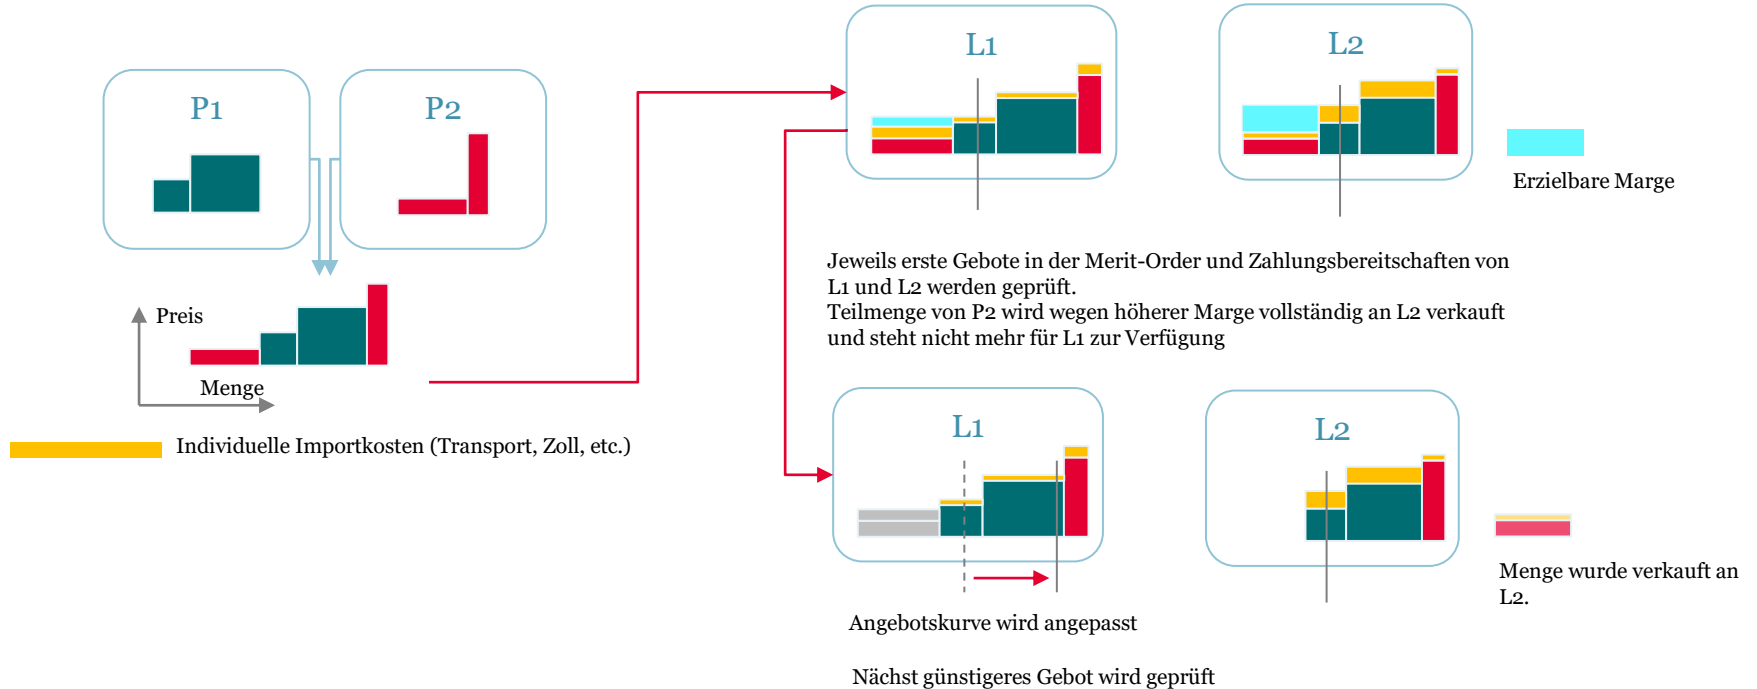 P1
P2
Preis
Menge
Individuelle Importkosten (Transport, Zoll, etc.)
L1
L2
Erzielbare Marge
Jeweils erste Gebote in der Merit-Order und Zahlungsbereitschaften von
L1 und L2 werden geprüft.
Teilmenge von P2 wird wegen höherer Marge vollständig an L2 verkauft
und steht nicht mehr für L1 zur Verfügung
L1
L2
Menge wurde verkauft an
L2.
Angebotskurve wird angepasst
Nächst günstigeres Gebot wird geprüft